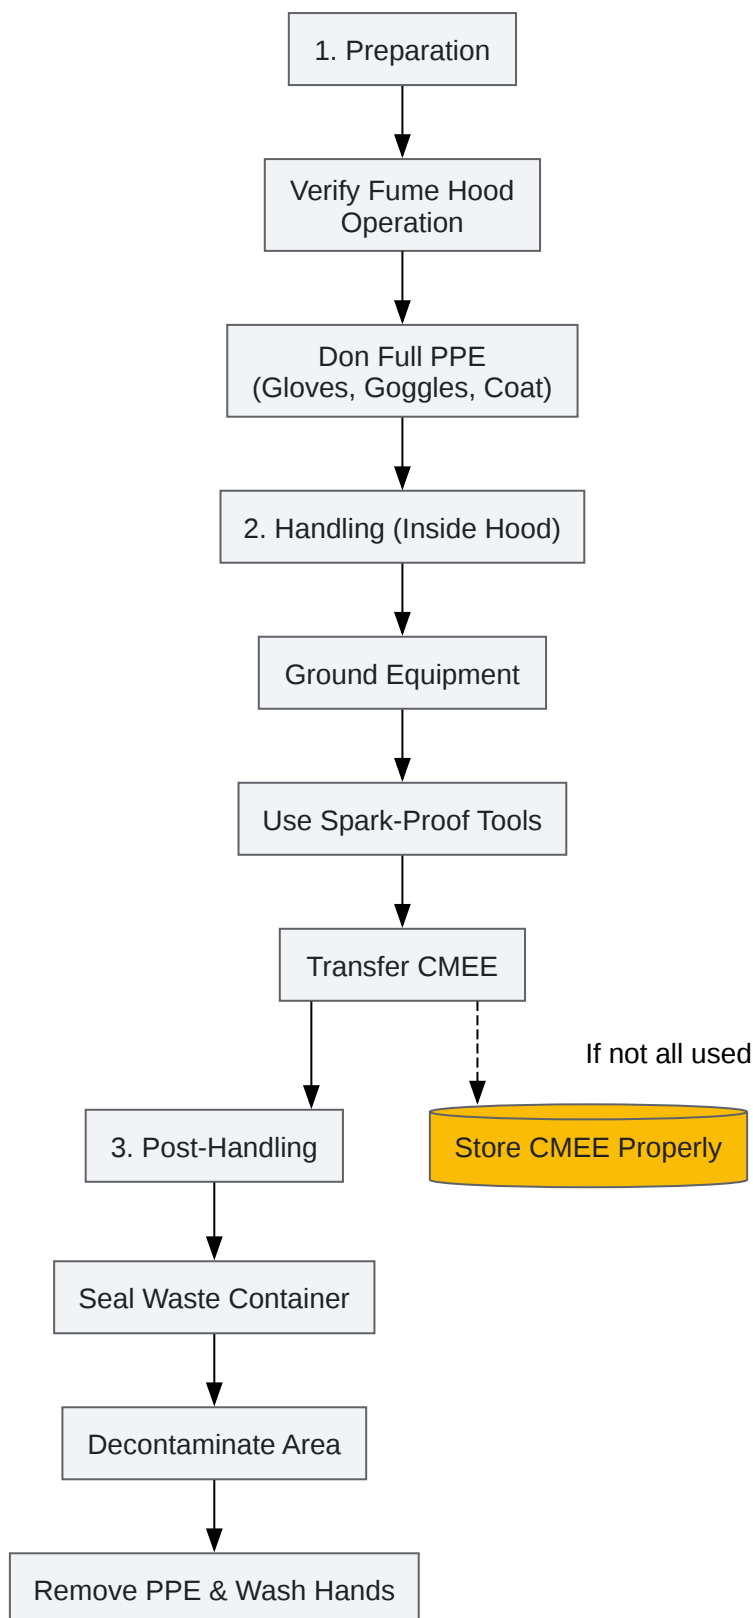 1. Preparation
Verify Fume Hood
Operation
Don Full PPE
(Gloves, Goggles, Coat)
2. Handling (Inside Hood)
Ground Equipment
Use Spark-Proof Tools
Transfer CMEE
If not all used
3. Post-Handling
Store CMEE Properly
Seal Waste Container
Decontaminate Area
Remove PPE & Wash Hands